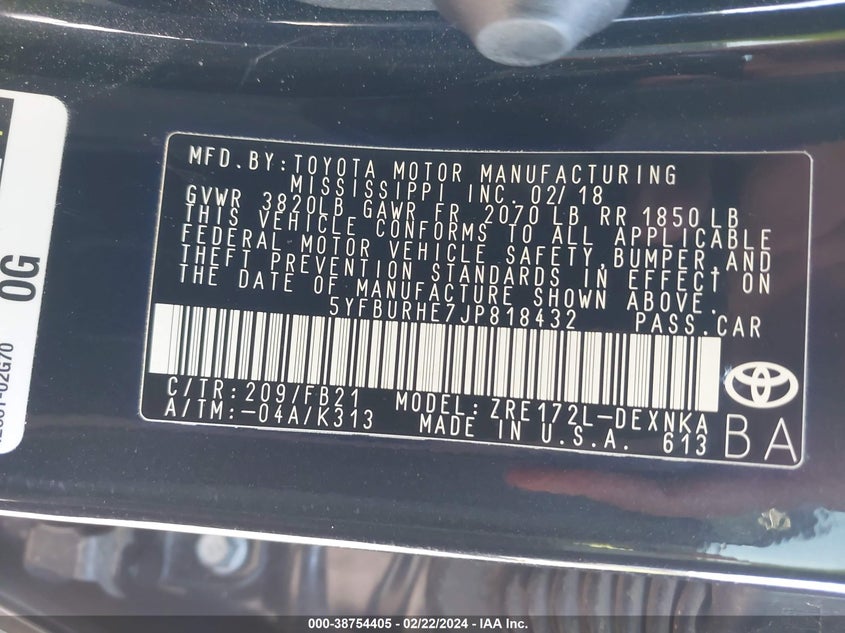 MFD.BY:TOYOTA MOTOR MANUFACTURING
MISSISSIPPI INC. 02/18
GVWR 3820LB GAWR FR 2070 LB RR 1850 LB
THIS VEHICLE CONFORMS TO ALL APPLICABLE
FEDERAL MOTOR VEHICLE SAFETY,BUMPER,AND
THEFT PREVENTION STANDARDS IN EFFECT ON
THE DATE OF MANUFACTURE SHOWN ABOVE.
5YFBURHE7JP818432 PASS.CAR
C/TR:209/FB21 MODEL:ZRE172L-DEXNKA
A/TM:-04A/K313 MADE IN U.S.A. 613
BA
0G
-02G70
000-38754405 - 02/22/2024 - IAA Inc.